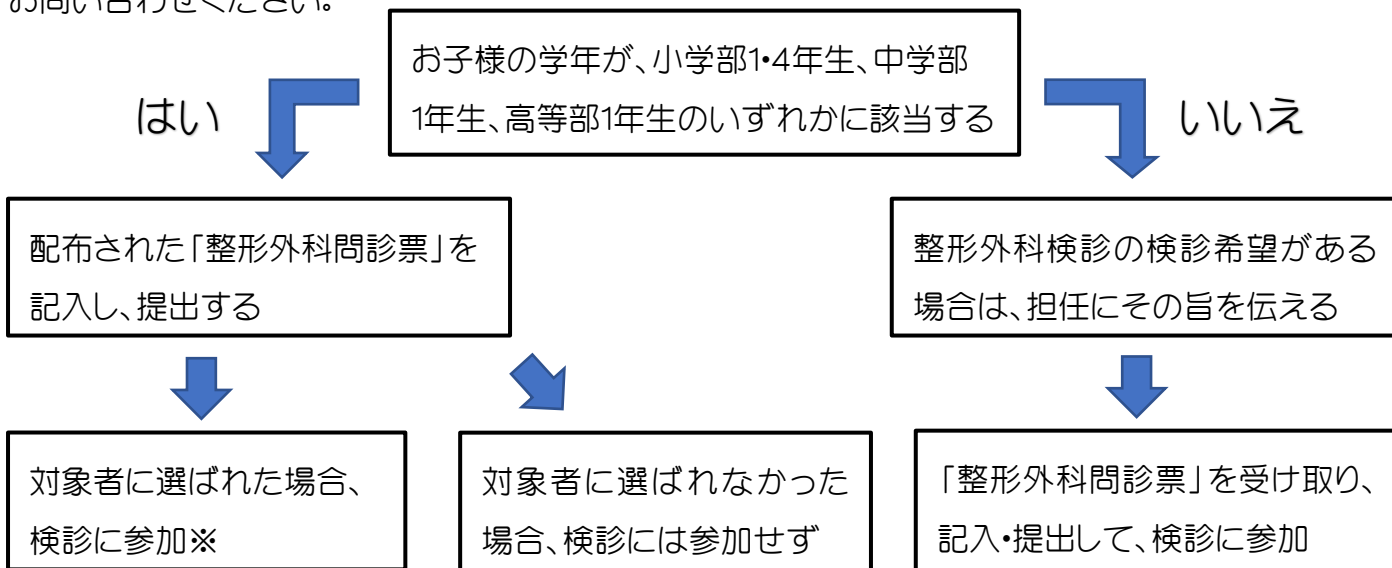 お問い合わせください。
お子様の学年が、小学部1・4年生、中学部
1年生、高等部1年生のいずれかに該当する
はい
いいえ
配布された「整形外科問診票」を
記入し、提出する
整形外科検診の検診希望がある
場合は、担任にその旨を伝える
対象者に選ばれた場合、
検診に参加※
対象者に選ばれなかった
場合、検診には参加せず
「整形外科問診票」を受け取り、
記入・提出して、検診に参加